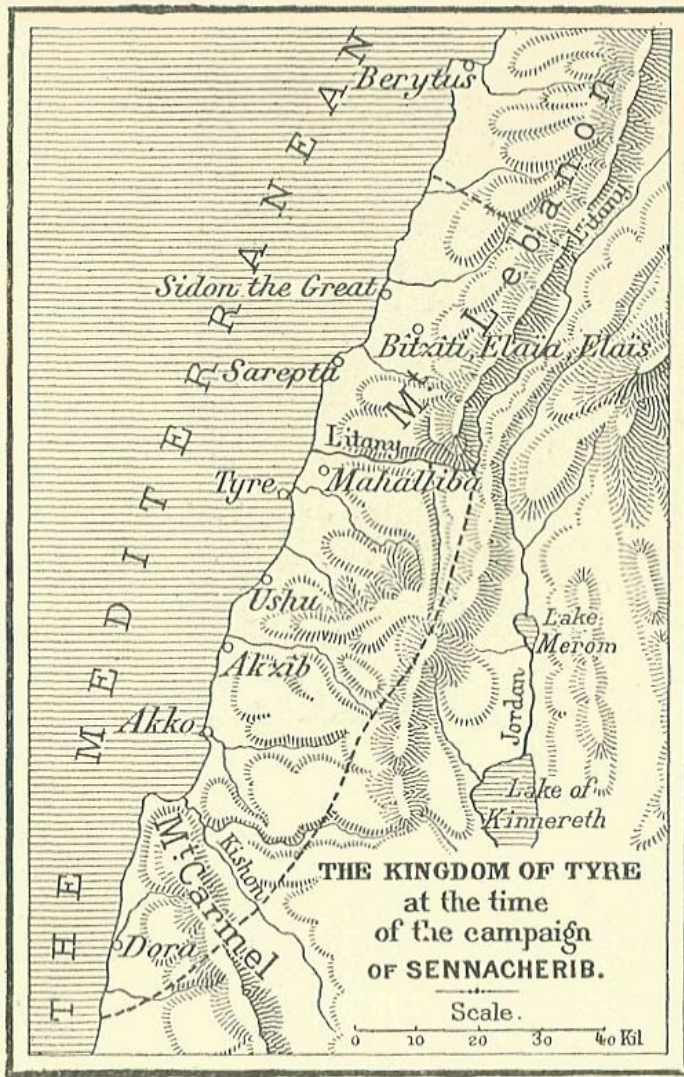 THE MEDITERRANEAN
Berytus
Mt. Lebanon
Litany
Sidon the Great
Bitziti, Elaia, Elais
Sarepta
Litany
Mahalliba
Tyre
Ushu
Lake
Merom
Akzib
Jordan
Akko
Lake of
Kinnereth
Mt. Carmel
Kishon
Dora
THE KINGDOM OF TYRE
at the time
of the campaign
OF SENNACHERIB.
Scale.
0 10 20 30 40 Kil